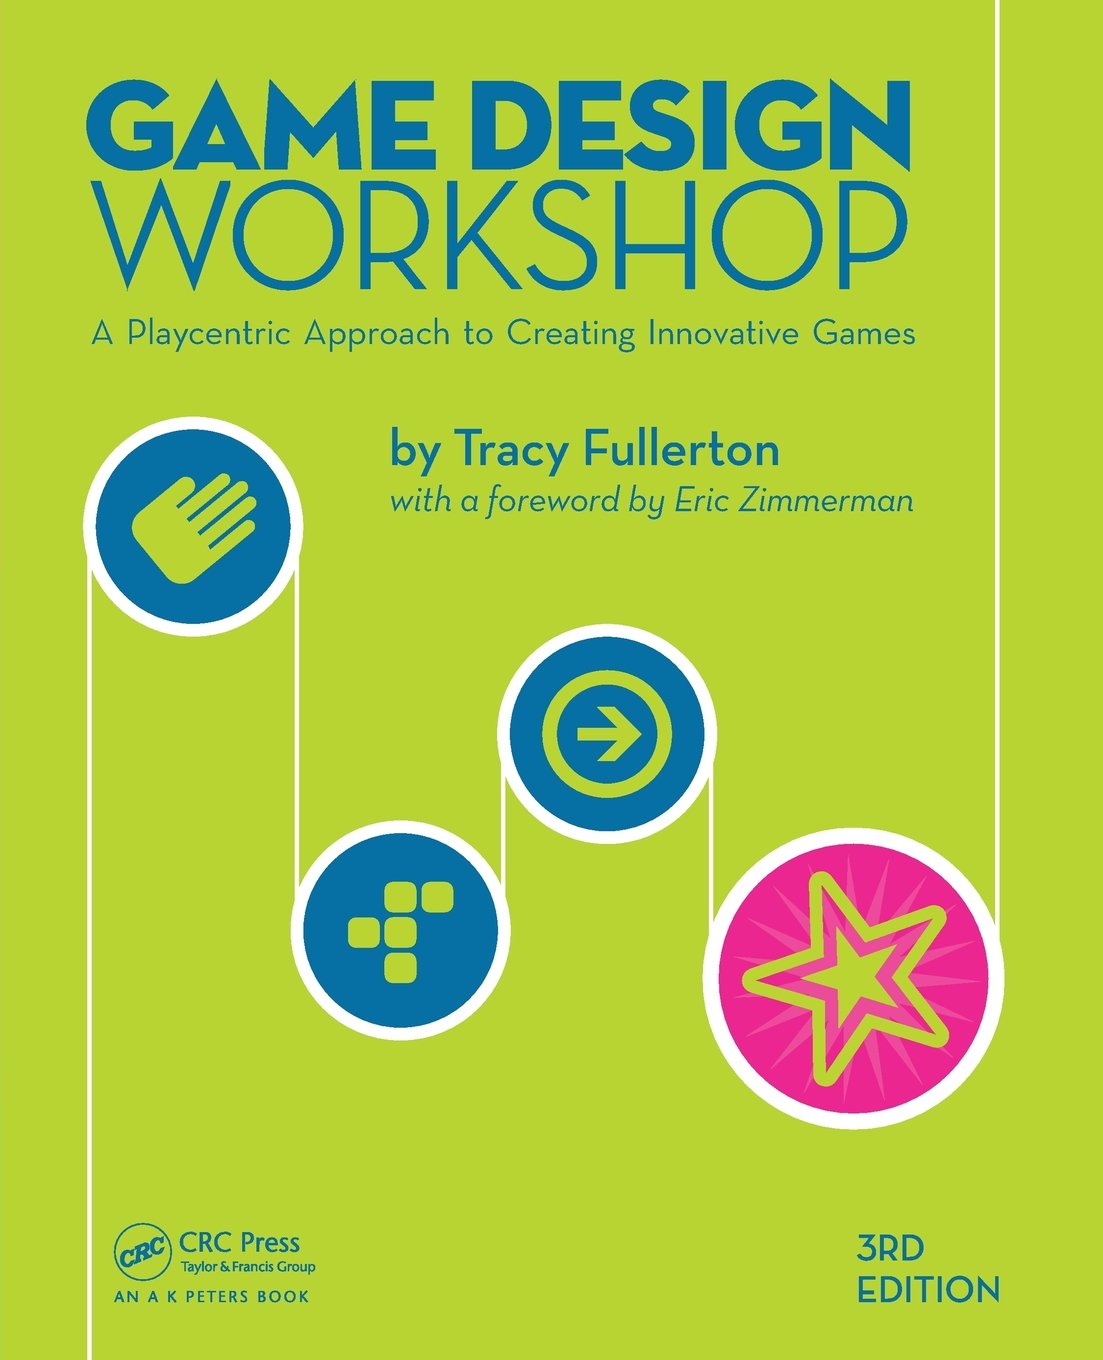 GAME DESIGN
WORKSHOP
A Playcentric Approach to Creating Innovative Games
by Tracy Fullerton
with a foreword by Eric Zimmerman
CRC
CRC Press
Taylor & Francis Group
AN A K PETERS BOOK
3RD
EDITION